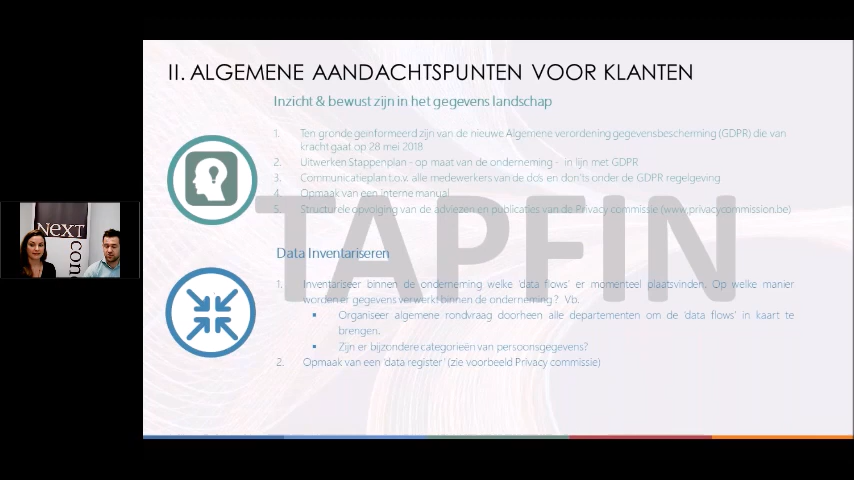 II. ALGEMENE AANDACHTSPUNTEN VOOR KLANTEN
Inzicht & bewust zijn in het gegevens landschap
1. Ten gronde geïnformeerd zijn van de nieuwe Algemene verordening gegevensbescherming (GDPR) die van
kracht gaat op 28 mei 2018
2. Uitwerken Stappenplan - op maat van de onderneming - in lijn met GDPR
3. Communicatieplan t.o.v. alle medewerkers van de do's en don'ts onder de GDPR regelgeving
4. Opmaak van een interne manual
5. Structurele opvolging van de adviezen en publicaties van de Privacy commissie (www.privacycommission.be)
TAPFIN
Data Inventariseren
1. Inventariseer binnen de onderneming welke 'data flows' er momenteel plaatsvinden. Op welke manier
worden er gegevens verwerkt binnen de onderneming? Vb.
▪ Organiseer algemene rondvraag doorheen alle departementen om de 'data flows' in kaart te
brengen.
▪ Zijn er bijzondere categorieën van persoonsgegevens?
2. Opmaak van een 'data register' (zie voorbeeld Privacy commissie)
NEXT
con